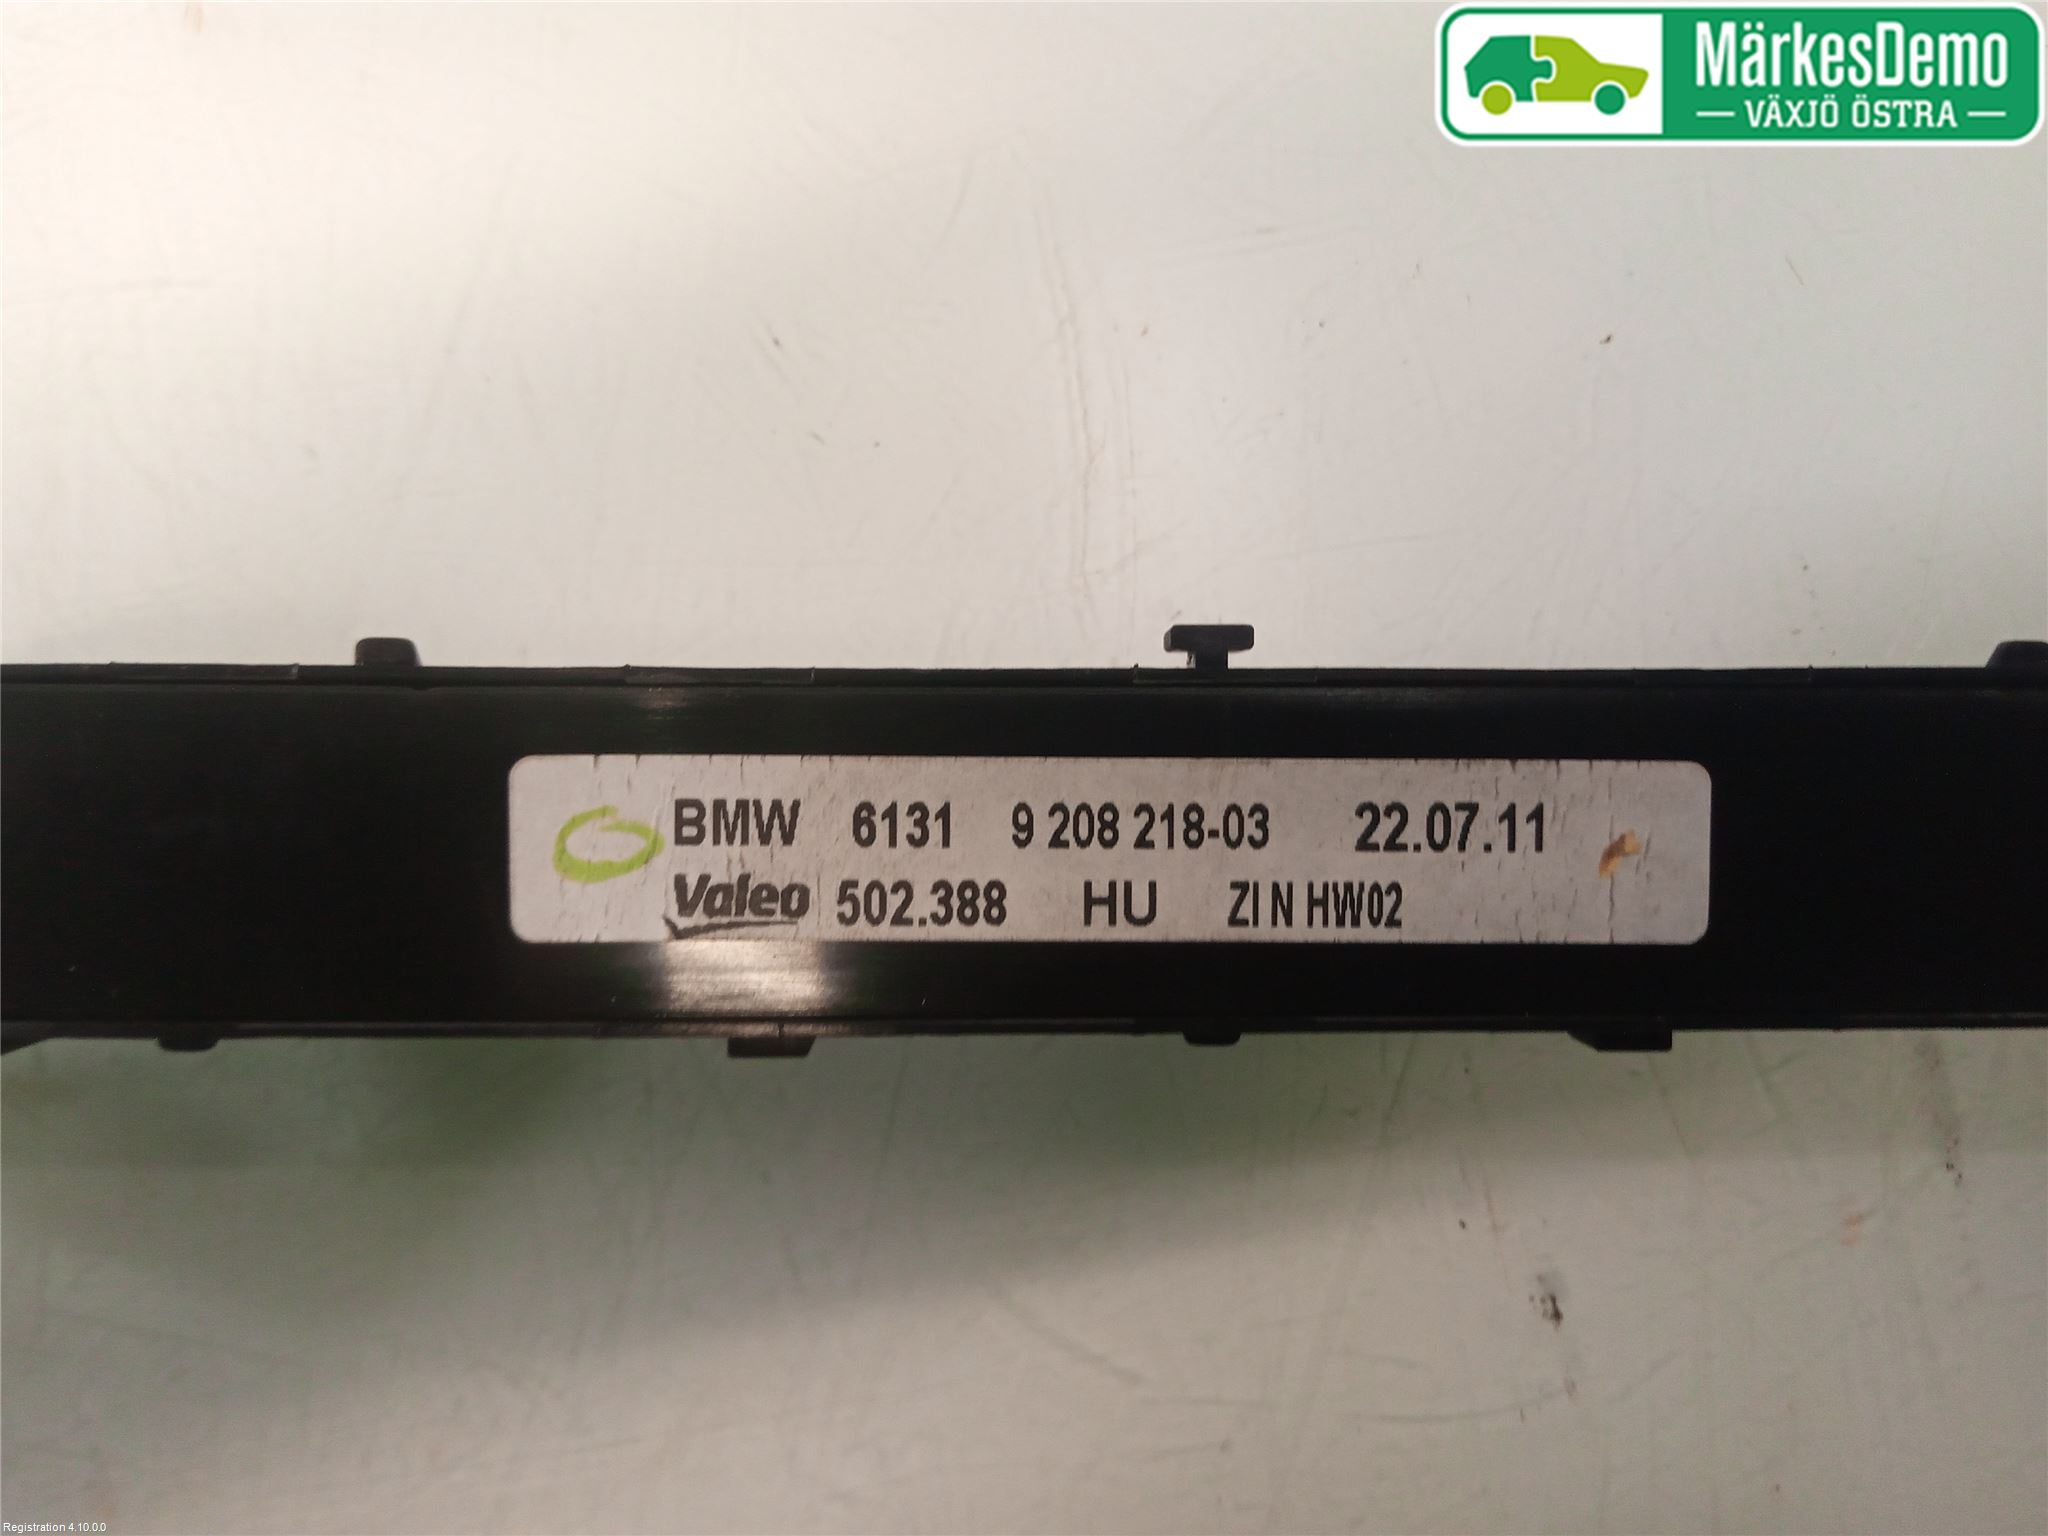 MärkesDemo
VÄXJÖ ÖSTRA
BMW 6131 9 208 218-03 22.07.11
Valeo 502.388 HU ZI N HW02
Registration 4.10.0.0